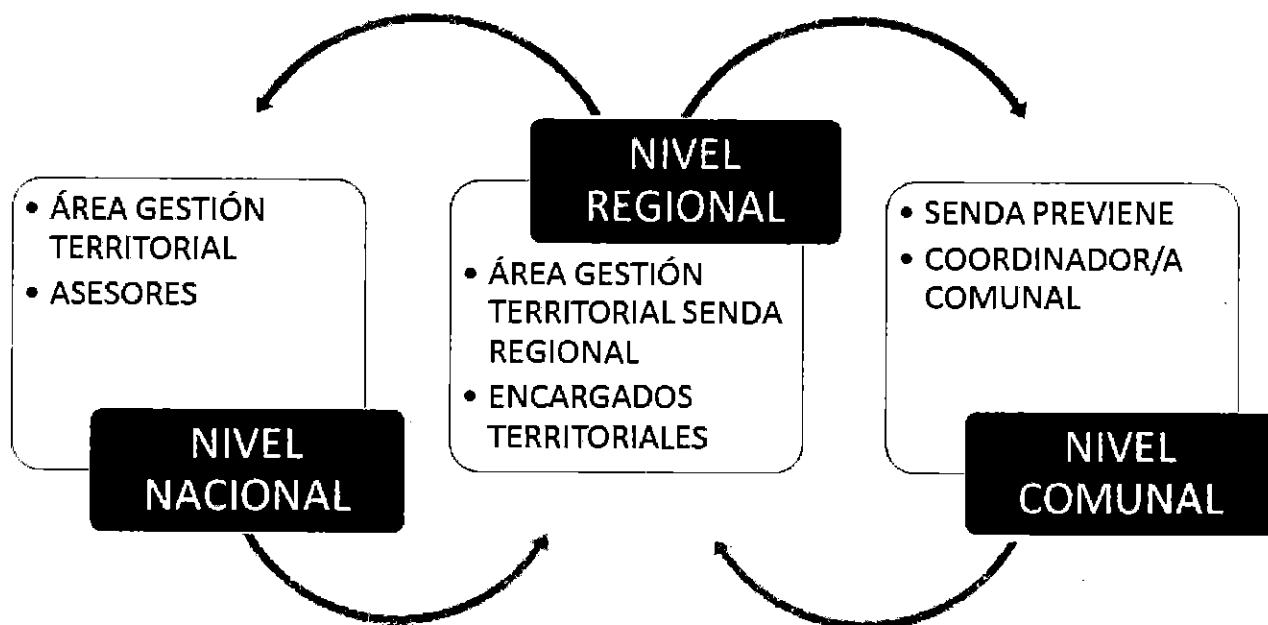 • ÁREA GESTIÓN
TERRITORIAL
• ASESORES
NIVEL
NACIONAL
NIVEL
REGIONAL
• ÁREA GESTIÓN
TERRITORIAL SENDA
REGIONAL
• ENCARGADOS
TERRITORIALES
• SENDA PREVIENE
• COORDINADOR/A
COMUNAL
NIVEL
COMUNAL